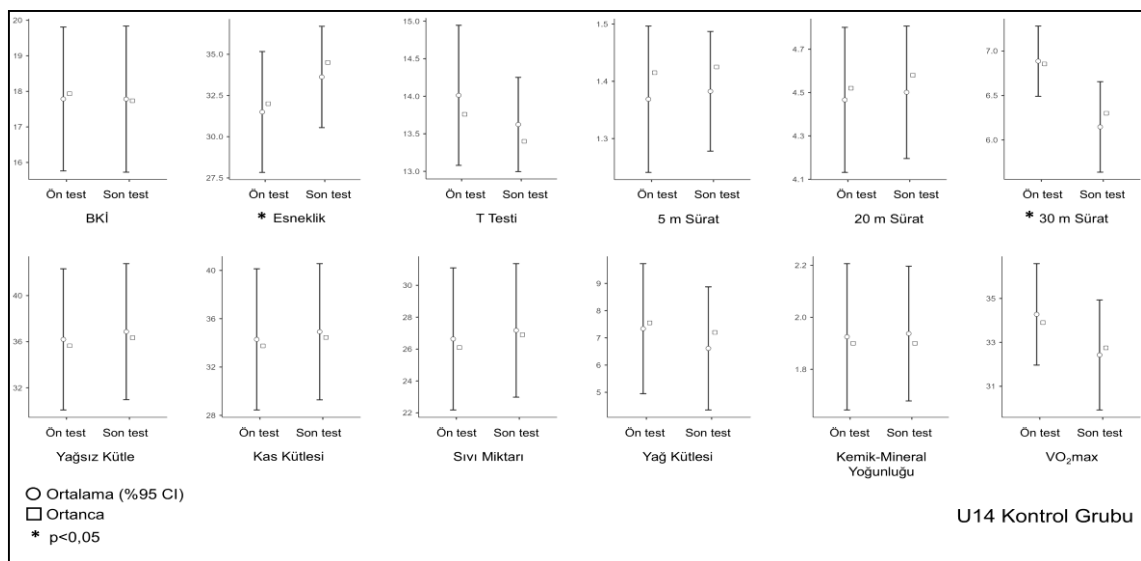 20
19
18
17
16
Ön test Son test
BKİ
35.0
32.5
30.0
27.5
Ön test Son test
* Esneklik
15.0
14.5
14.0
13.5
13.0
Ön test Son test
T Testi
1.5
1.4
1.3
Ön test Son test
5 m Sürat
4.7
4.5
4.3
4.1
Ön test Son test
20 m Sürat
7.0
6.5
6.0
Ön test Son test
* 30 m Sürat
40
36
32
Ön test Son test
Yağsız Kütle
40
36
34
28
Ön test Son test
Kas Kütlesi
30
28
26
24
22
Ön test Son test
Sıvı Miktarı
9
8
7
6
5
Ön test Son test
Yağ Kütlesi
2.2
2.0
1.8
Ön test Son test
Kemik-Mineral
Yoğunluğu
35
33
31
Ön test Son test
VO₂max
Ortalama (%95 CI)
Ortanca
* p<0,05
U14 Kontrol Grubu